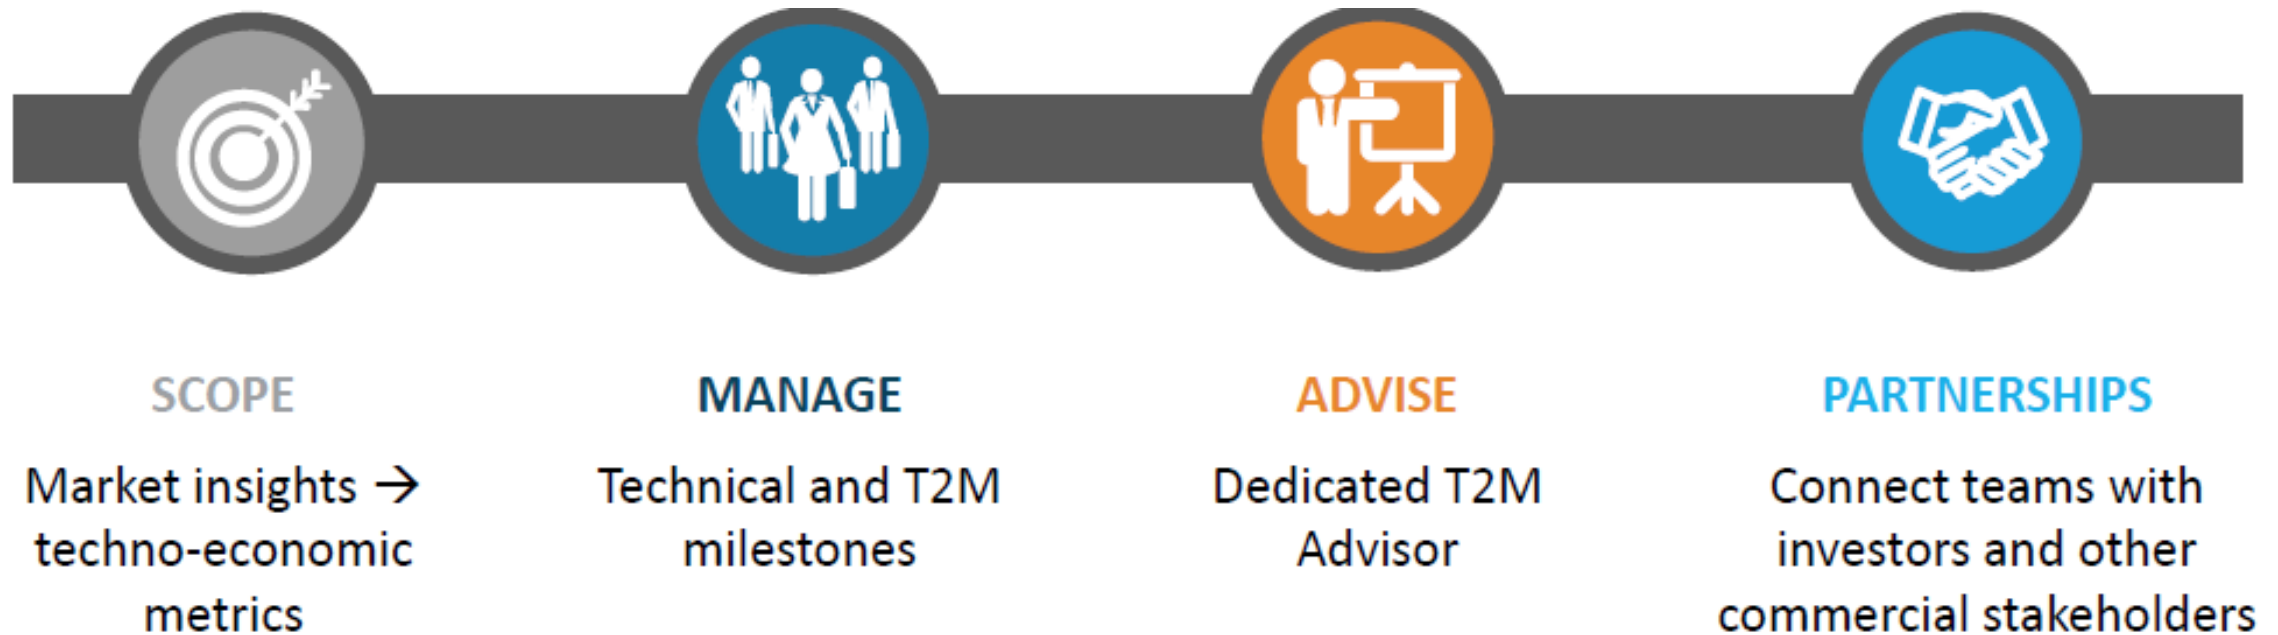 SCOPE
Market insights →
techno-economic
metrics
MANAGE
Technical and T2M
milestones
ADVISE
Dedicated T2M
Advisor
PARTNERSHIPS
Connect teams with
investors and other
commercial stakeholders